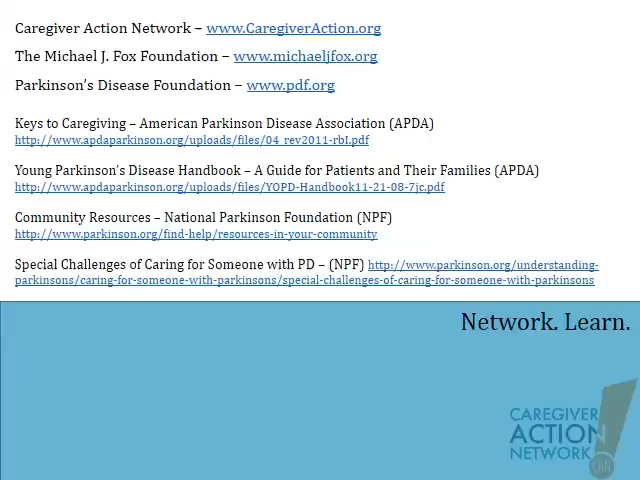 Caregiver Action Network – www.CaregiverAction.org
The Michael J. Fox Foundation – www.michaeljfox.org
Parkinson's Disease Foundation – www.pdf.org
Keys to Caregiving – American Parkinson Disease Association (APDA)
http://www.apdaparkinson.org/uploads/files/04_rev2011-rbI.pdf
Young Parkinson's Disease Handbook – A Guide for Patients and Their Families (APDA)
http://www.apdaparkinson.org/uploads/files/YOPD-Handbook11-21-08-7jc.pdf
Community Resources – National Parkinson Foundation (NPF)
http://www.parkinson.org/find-help/resources-in-your-community
Special Challenges of Caring for Someone with PD – (NPF) http://www.parkinson.org/understanding-
parkinsons/caring-for-someone-with-parkinsons/special-challenges-of-caring-for-someone-with-parkinsons
Network. Learn.
CAREGIVER
ACTION
NETWORK